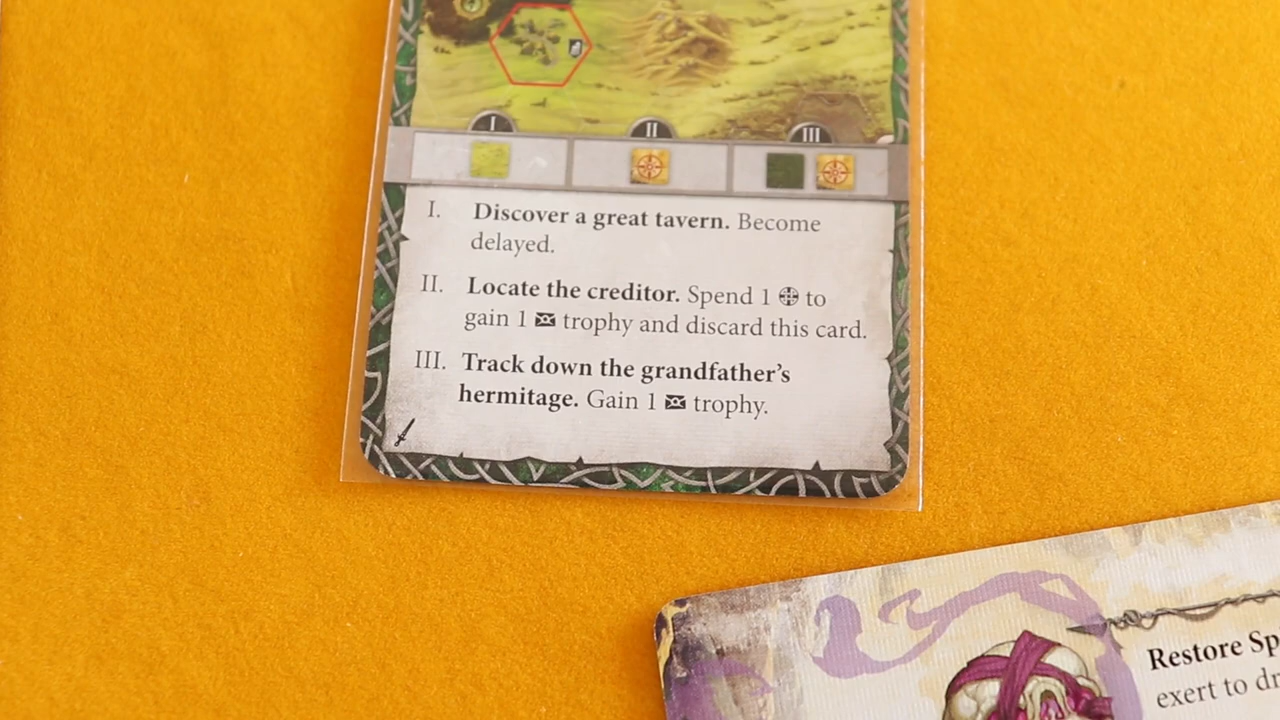 I
II
III
I. Discover a great tavern. Become
delayed.
II. Locate the creditor. Spend 1 to
gain 1 trophy and discard this card.
III. Track down the grandfather's
hermitage. Gain 1 trophy.
Restore Sp
exert to dr